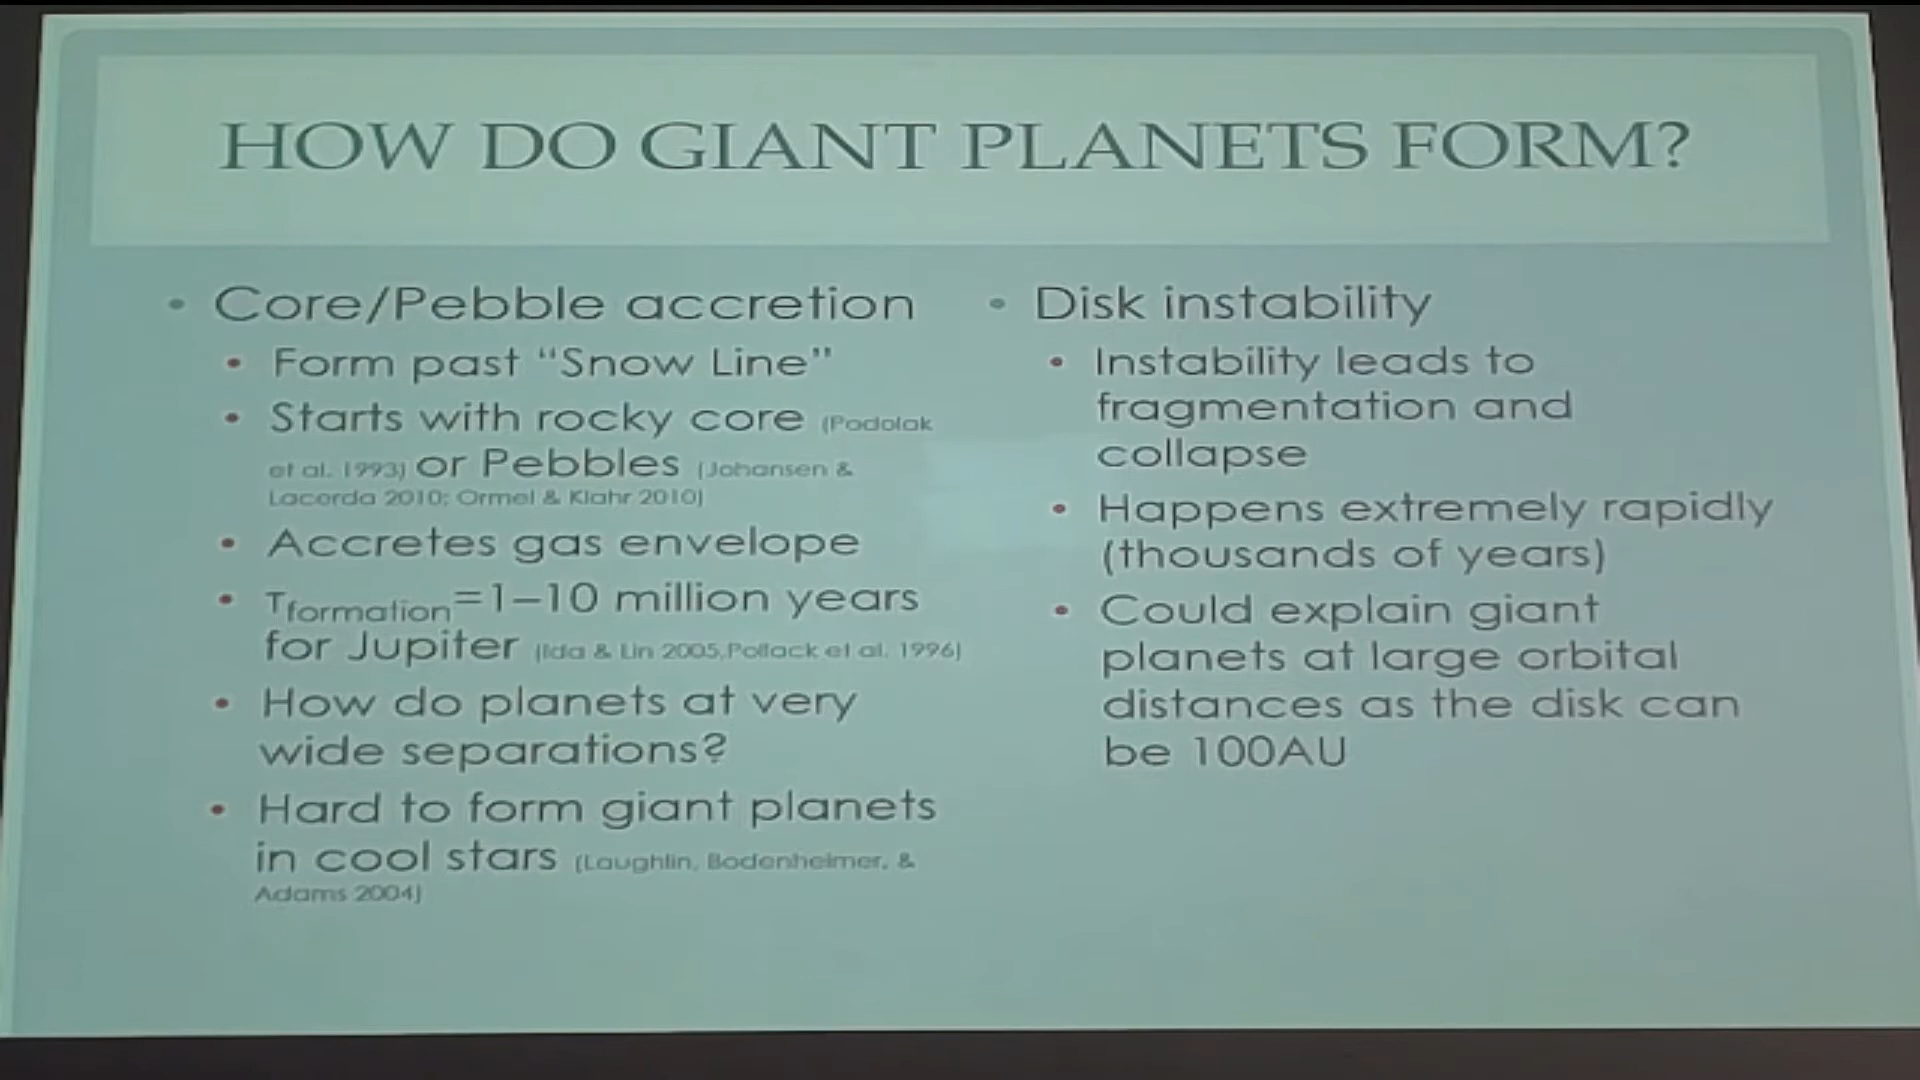 HOW DO GIANT PLANETS FORM?
• Core/Pebble accretion
• Form past “Snow Line”
• Starts with rocky core (Podolak
et al. 1993) or Pebbles (Johansen &
Lacerda 2010; Ormel & Klahr 2010)
• Accretes gas envelope
• τformation=1–10 million years
for Jupiter (Ida & Lin 2005,Pollack et al. 1996)
• How do planets at very
wide separations?
• Hard to form giant planets
in cool stars (Laughlin, Bodenheimer, &
Adams 2004)
• Disk instability
• Instability leads to
fragmentation and
collapse
• Happens extremely rapidly
(thousands of years)
• Could explain giant
planets at large orbital
distances as the disk can
be 100AU